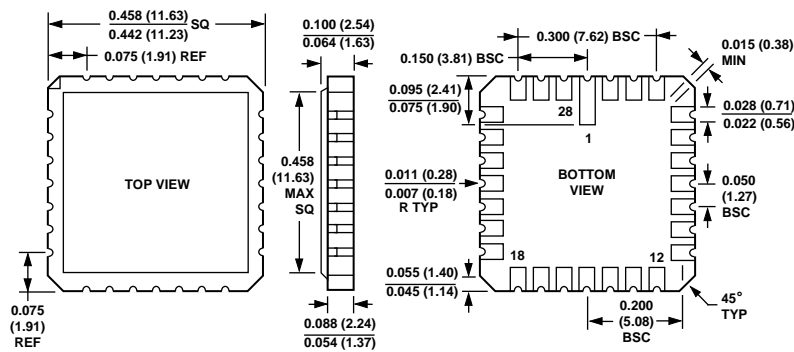 0.458 (11.63)
0.442 (11.23)
SQ
0.075 (1.91) REF
TOP VIEW
0.075
(1.91)
REF
0.100 (2.54)
0.064 (1.63)
0.458
(11.63)
MAX
SQ
0.088 (2.24)
0.054 (1.37)
0.300 (7.62) BSC
0.150 (3.81) BSC
0.015 (0.38)
MIN
0.095 (2.41)
0.075 (1.90)
28
1
0.028 (0.71)
0.022 (0.56)
0.011 (0.28)
0.007 (0.18)
R TYP
BOTTOM
VIEW
0.050
(1.27)
BSC
18
12
0.055 (1.40)
0.045 (1.14)
0.200
(5.08)
BSC
45°
TYP